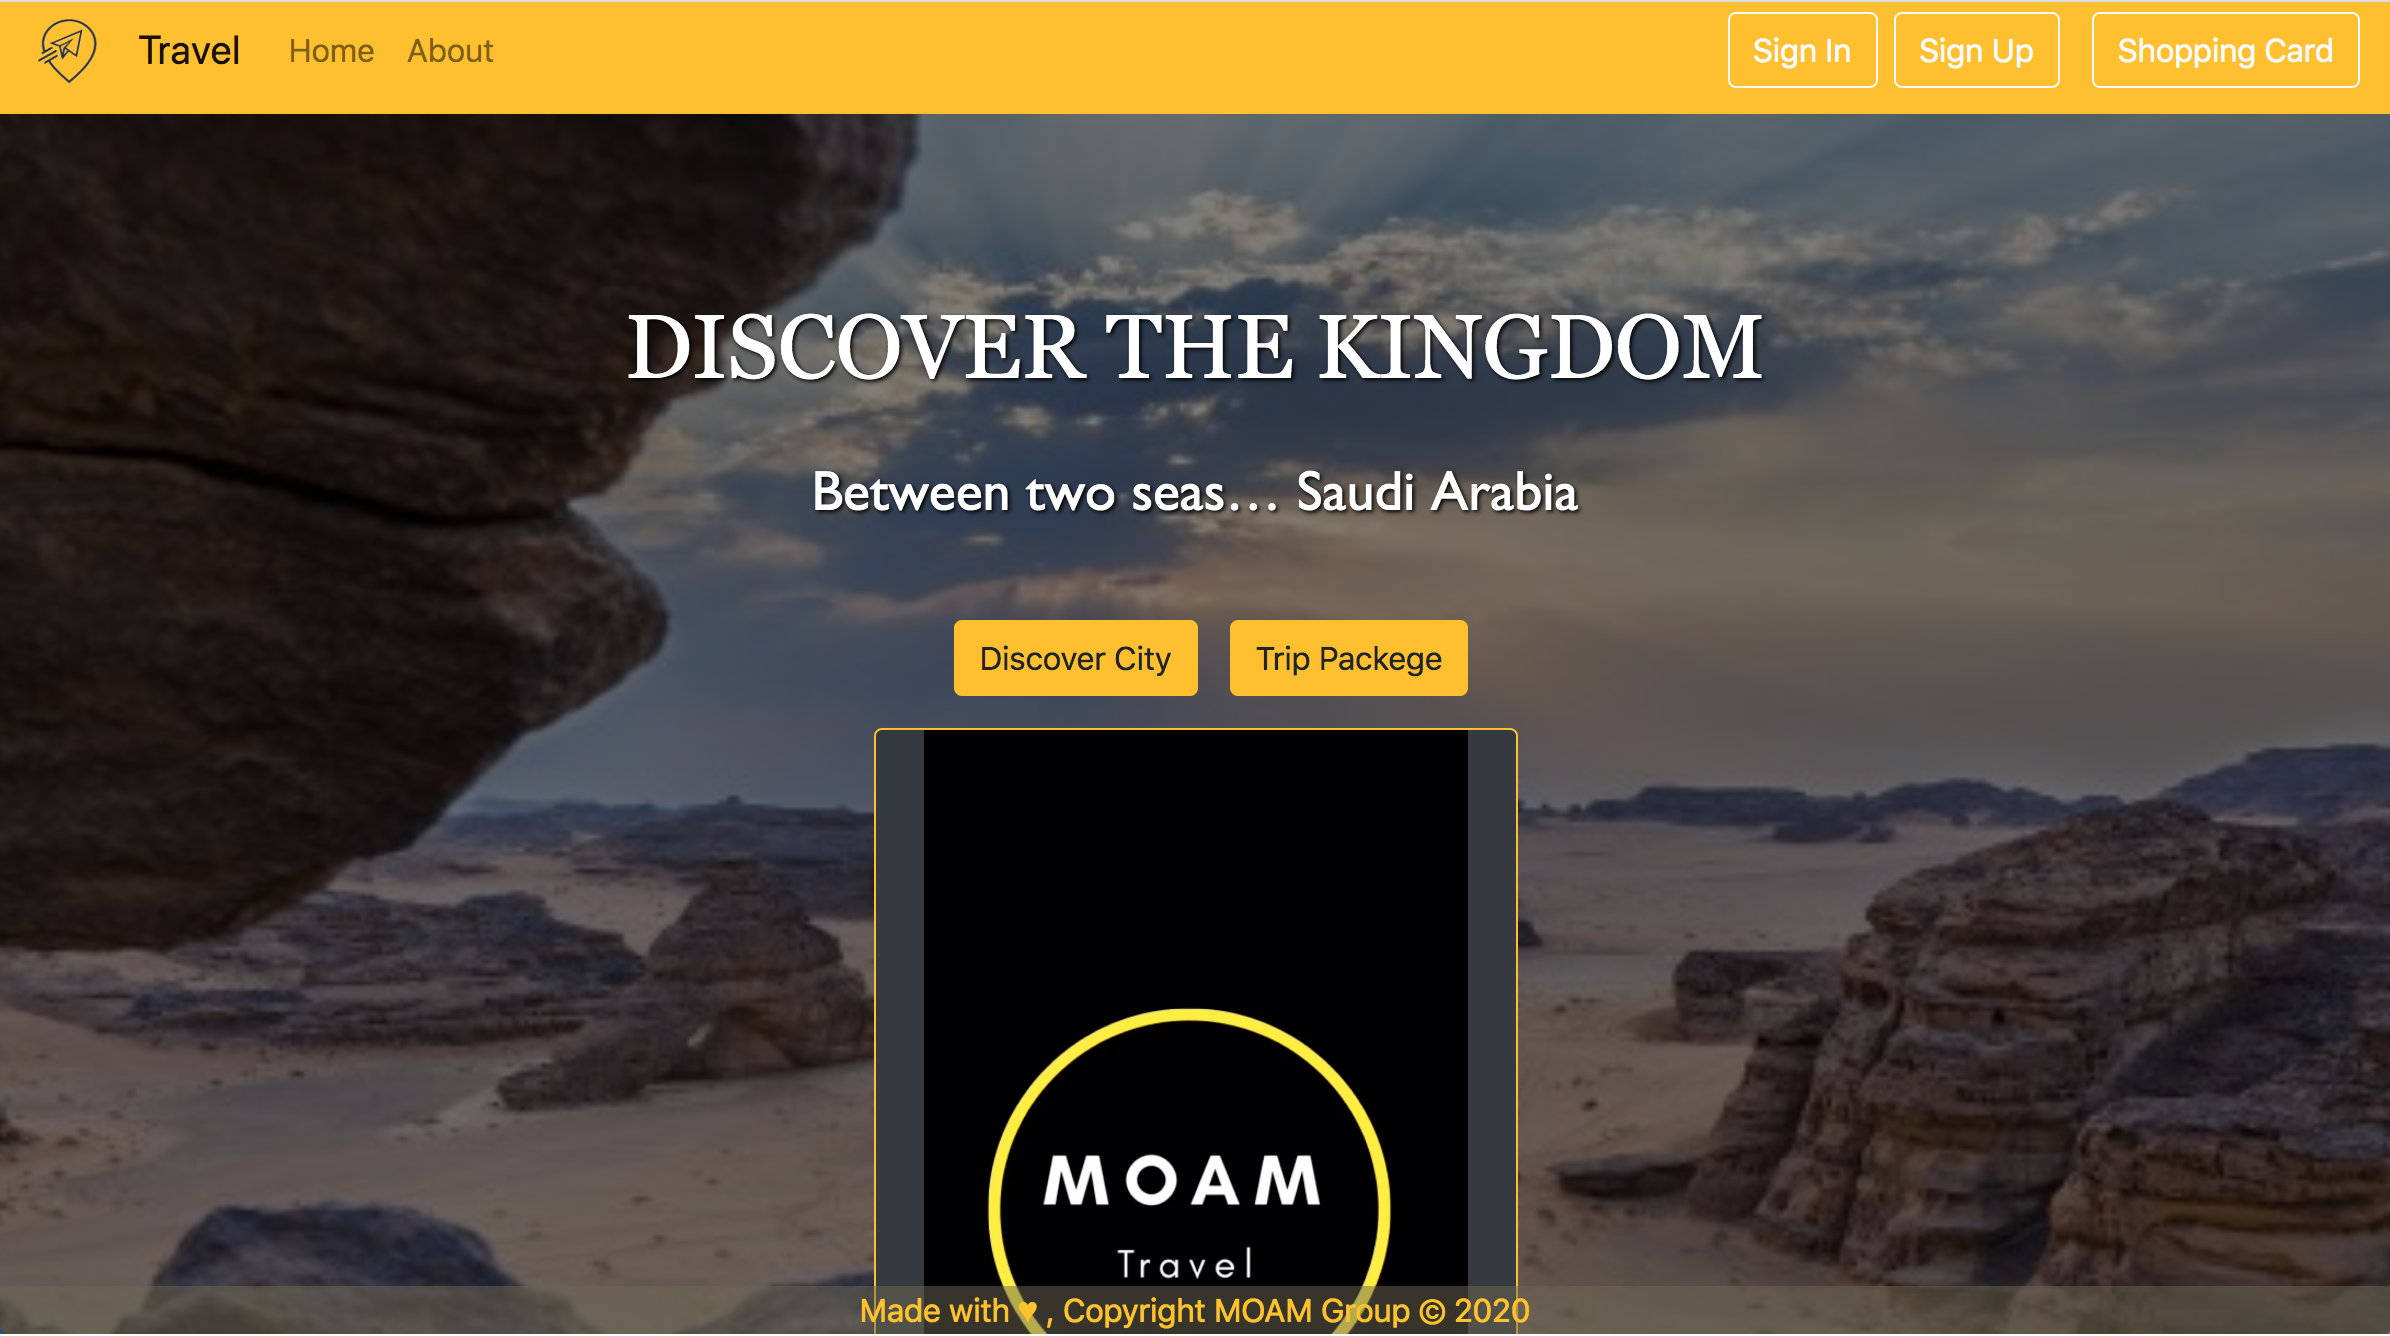 Travel Home About Sign In Sign Up Shopping Card
DISCOVER THE KINGDOM
Between two seas... Saudi Arabia
Discover City Trip Packege
MOAM
Travel
Made with ♥ , Copyright MOAM Group © 2020